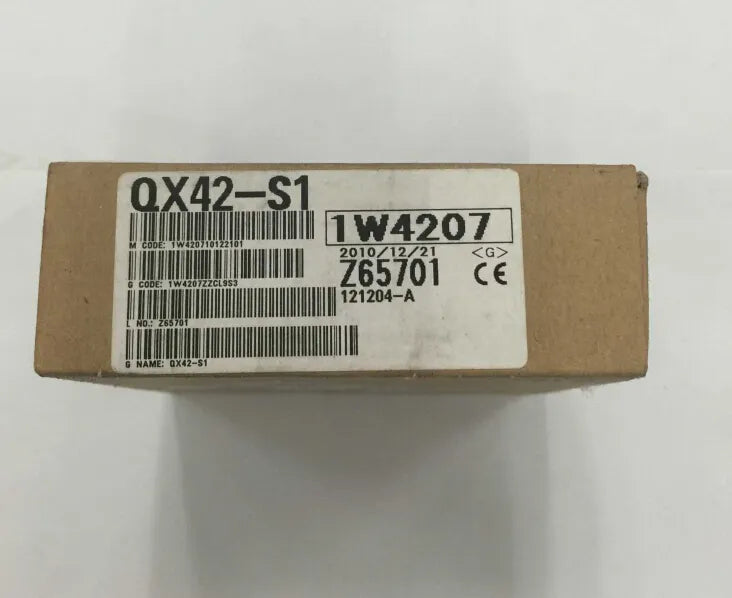 QX42-S1
1W4207
M CODE: 1W420710122101
2010/12/21 <G>
Z65701 CE
G CODE: 1W4207ZZCL9S3
121204-A
L NO.: Z65701
G NAME: QX42-S1